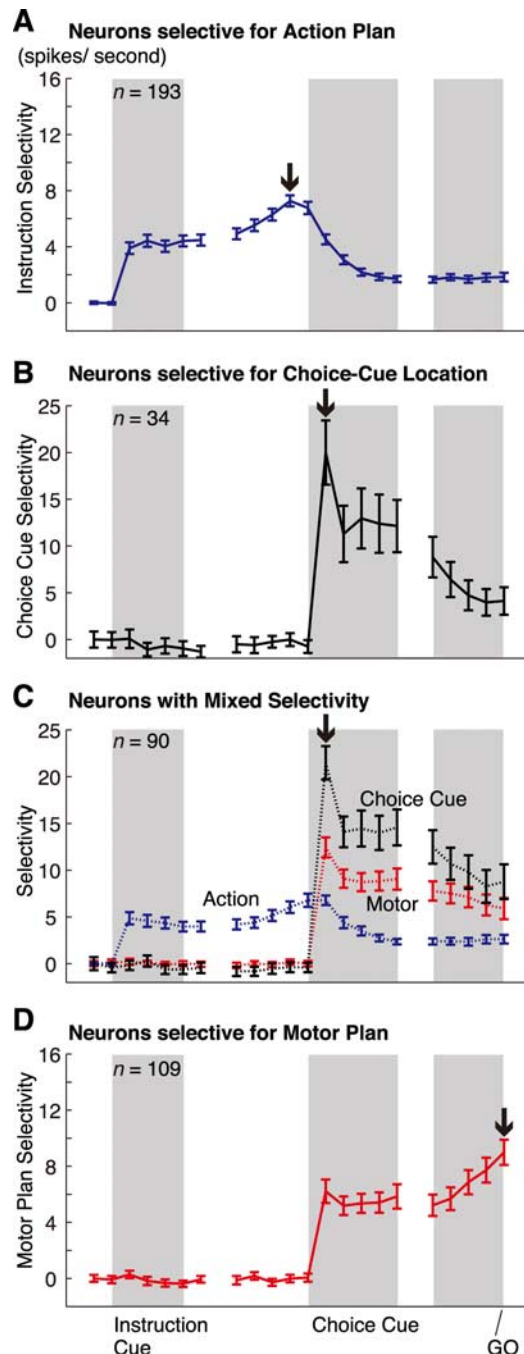 A
Neurons selective for Action Plan
(spikes/ second)
16
12
8
4
0
n = 193
Instruction Selectivity
B
Neurons selective for Choice-Cue Location
25
20
15
10
5
0
n = 34
Choice Cue Selectivity
C
Neurons with Mixed Selectivity
25
20
15
10
5
0
n = 90
Choice Cue
Action
Motor
Selectivity
D
Neurons selective for Motor Plan
16
12
8
4
0
n = 109
Motor Plan Selectivity
Instruction
Cue
Choice Cue
GO